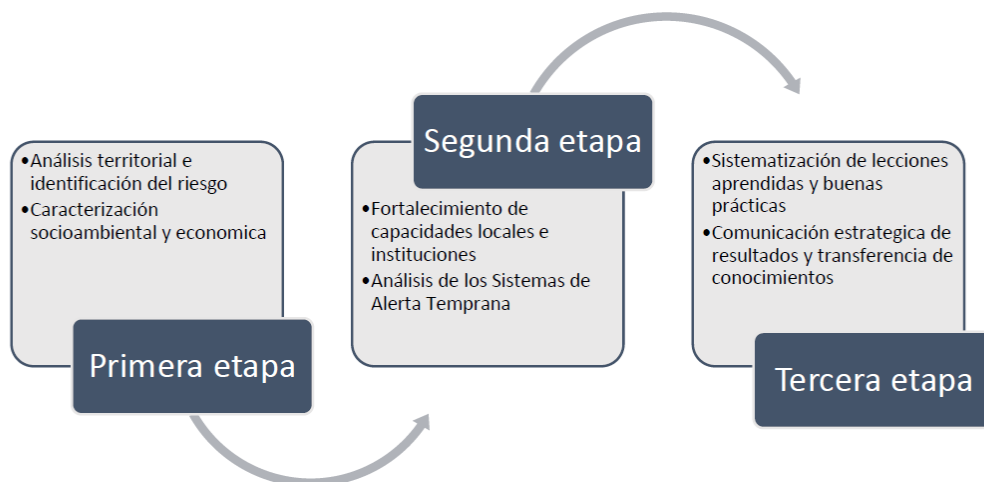 •Análisis territorial e
identificación del riesgo
•Caracterización
socioambiental y economica
Primera etapa
Segunda etapa
•Fortalecimiento de
capacidades locales e
instituciones
•Análisis de los Sistemas de
Alerta Temprana
•Sistematización de lecciones
aprendidas y buenas
prácticas
•Comunicación estrategica de
resultados y transferencia de
conocimientos
Tercera etapa